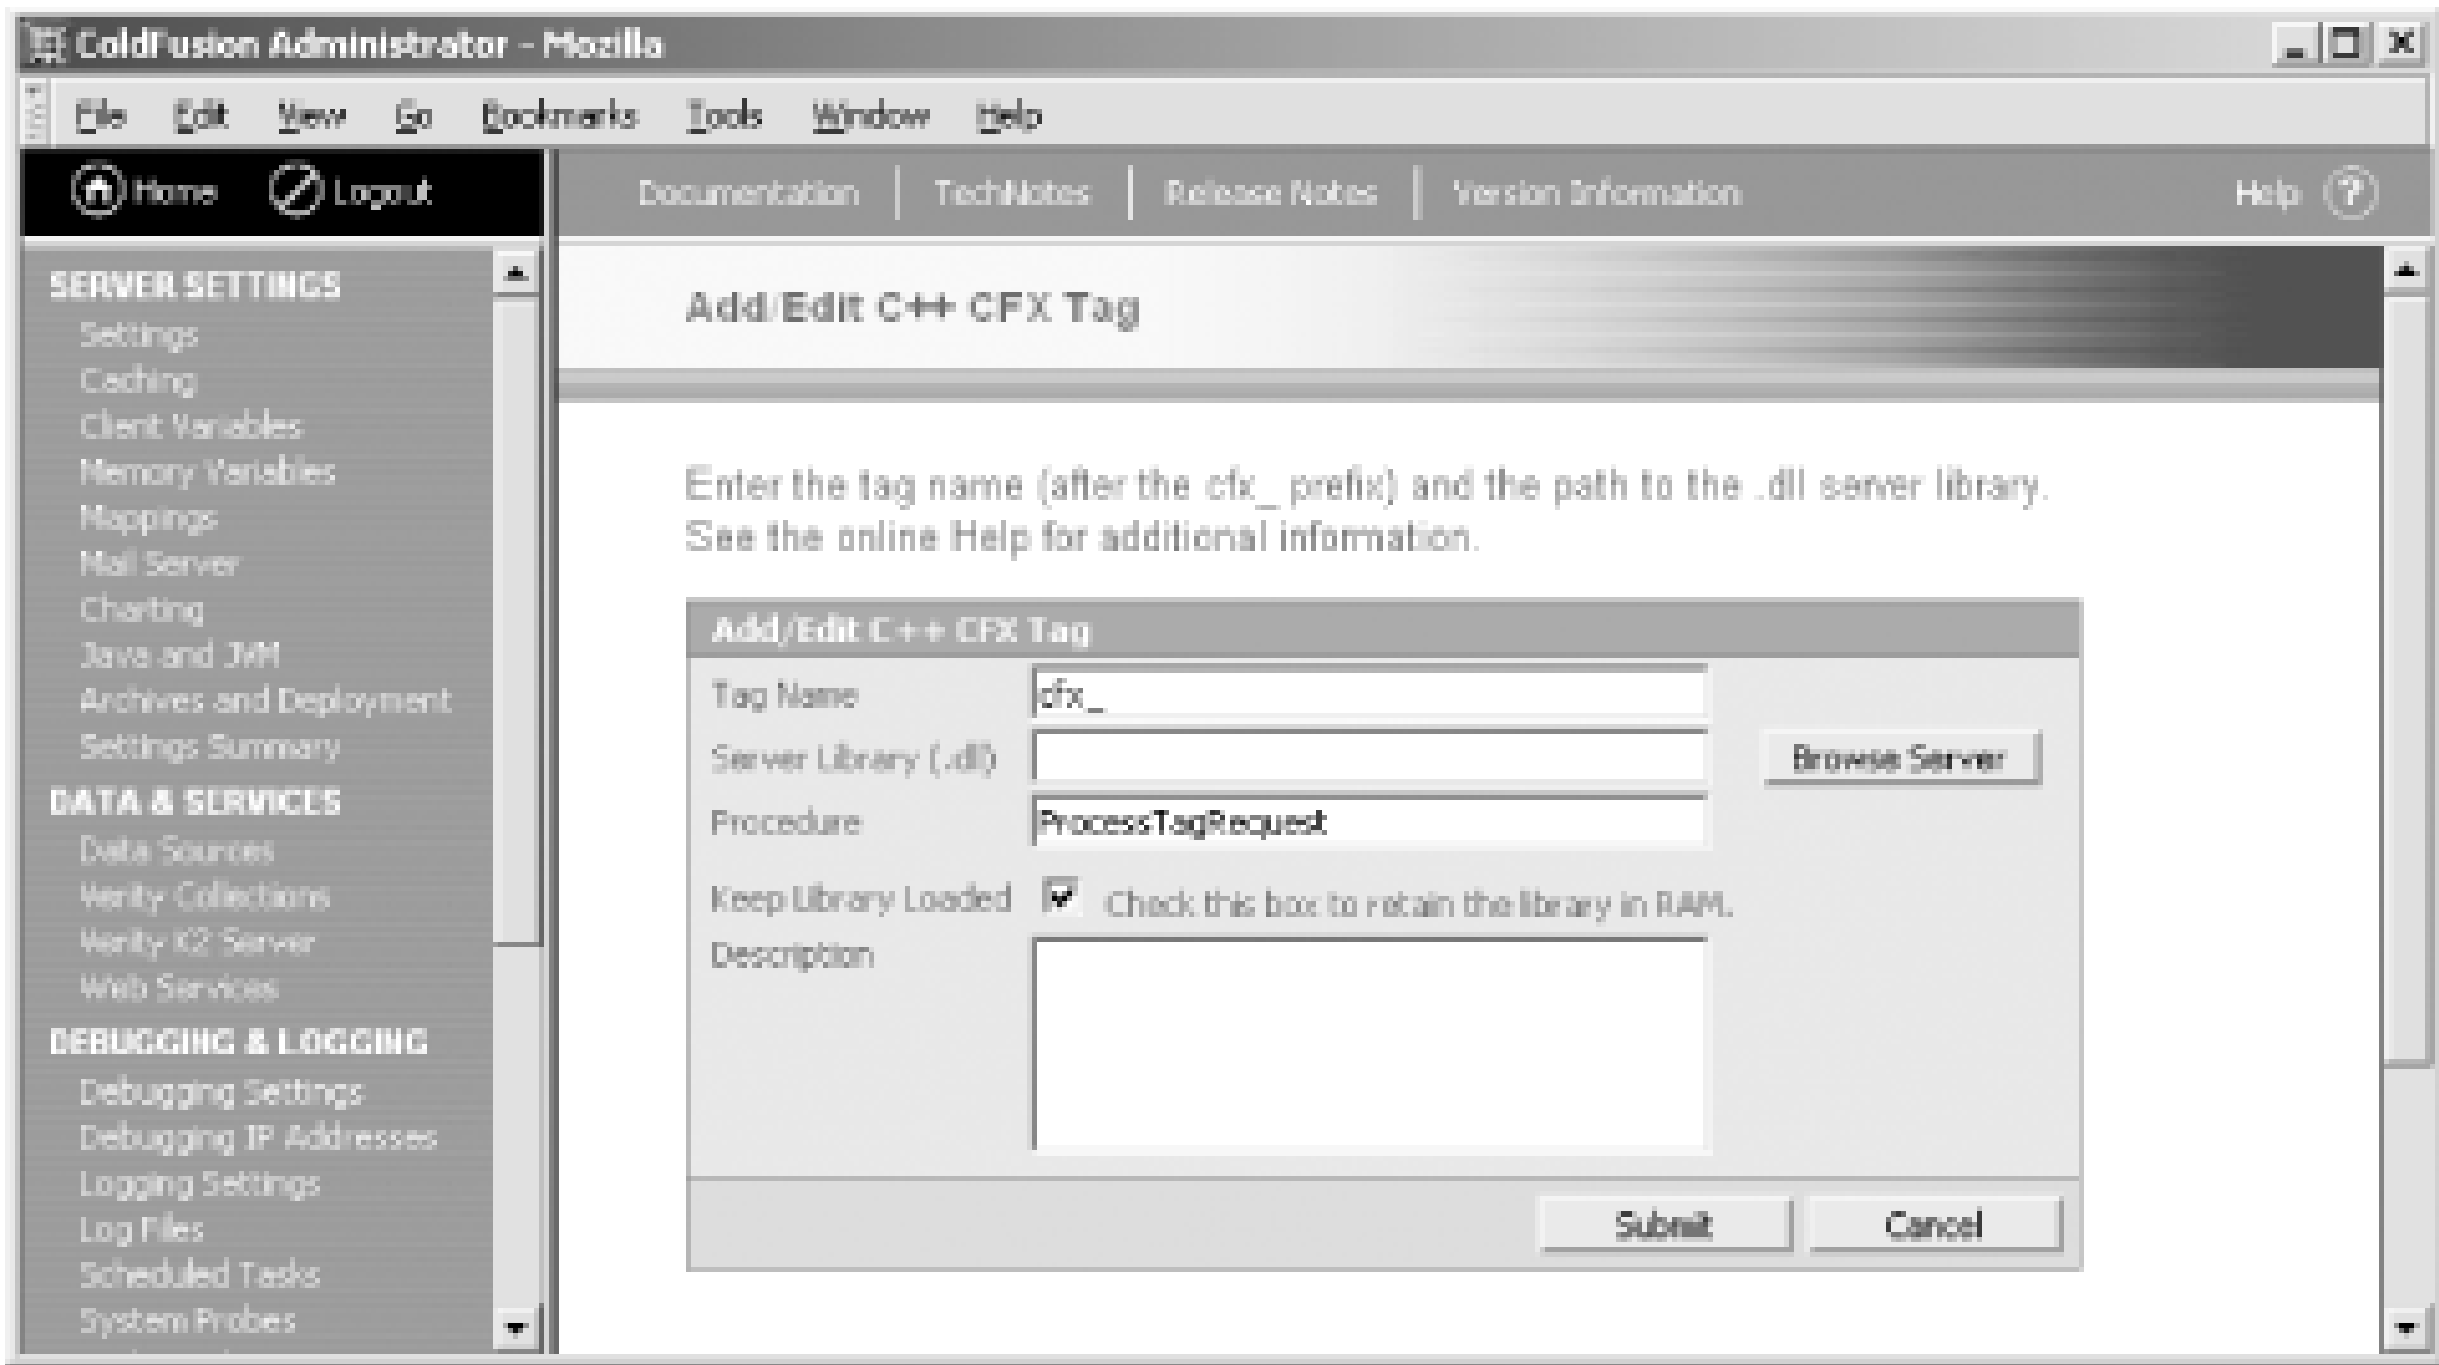 ColdFusion Administrator - Mozilla
File Edit View Go Bookmarks Tools Window Help
Home Logout Documentation TechNotes Release Notes Version Information Help ?
SERVER SETTINGS
Settings
Caching
Client Variables
Memory Variables
Mappings
Mail Server
Charting
Java and JVM
Archives and Deployment
Settings Summary
DATA & SERVICES
Data Sources
Verity Collections
Verity K2 Server
Web Services
DEBUGGING & LOGGING
Debugging Settings
Debugging IP Addresses
Logging Settings
Log Files
Scheduled Tasks
System Probes
Add/Edit C++ CFX Tag
Enter the tag name (after the cfx_ prefix) and the path to the .dll server library.
See the online Help for additional information.
Add/Edit C++ CFX Tag
Tag Name cfx_
Server Library (.dll) Browse Server
Procedure ProcessTagRequest
Keep Library Loaded Check this box to retain the library in RAM.
Description
Submit Cancel